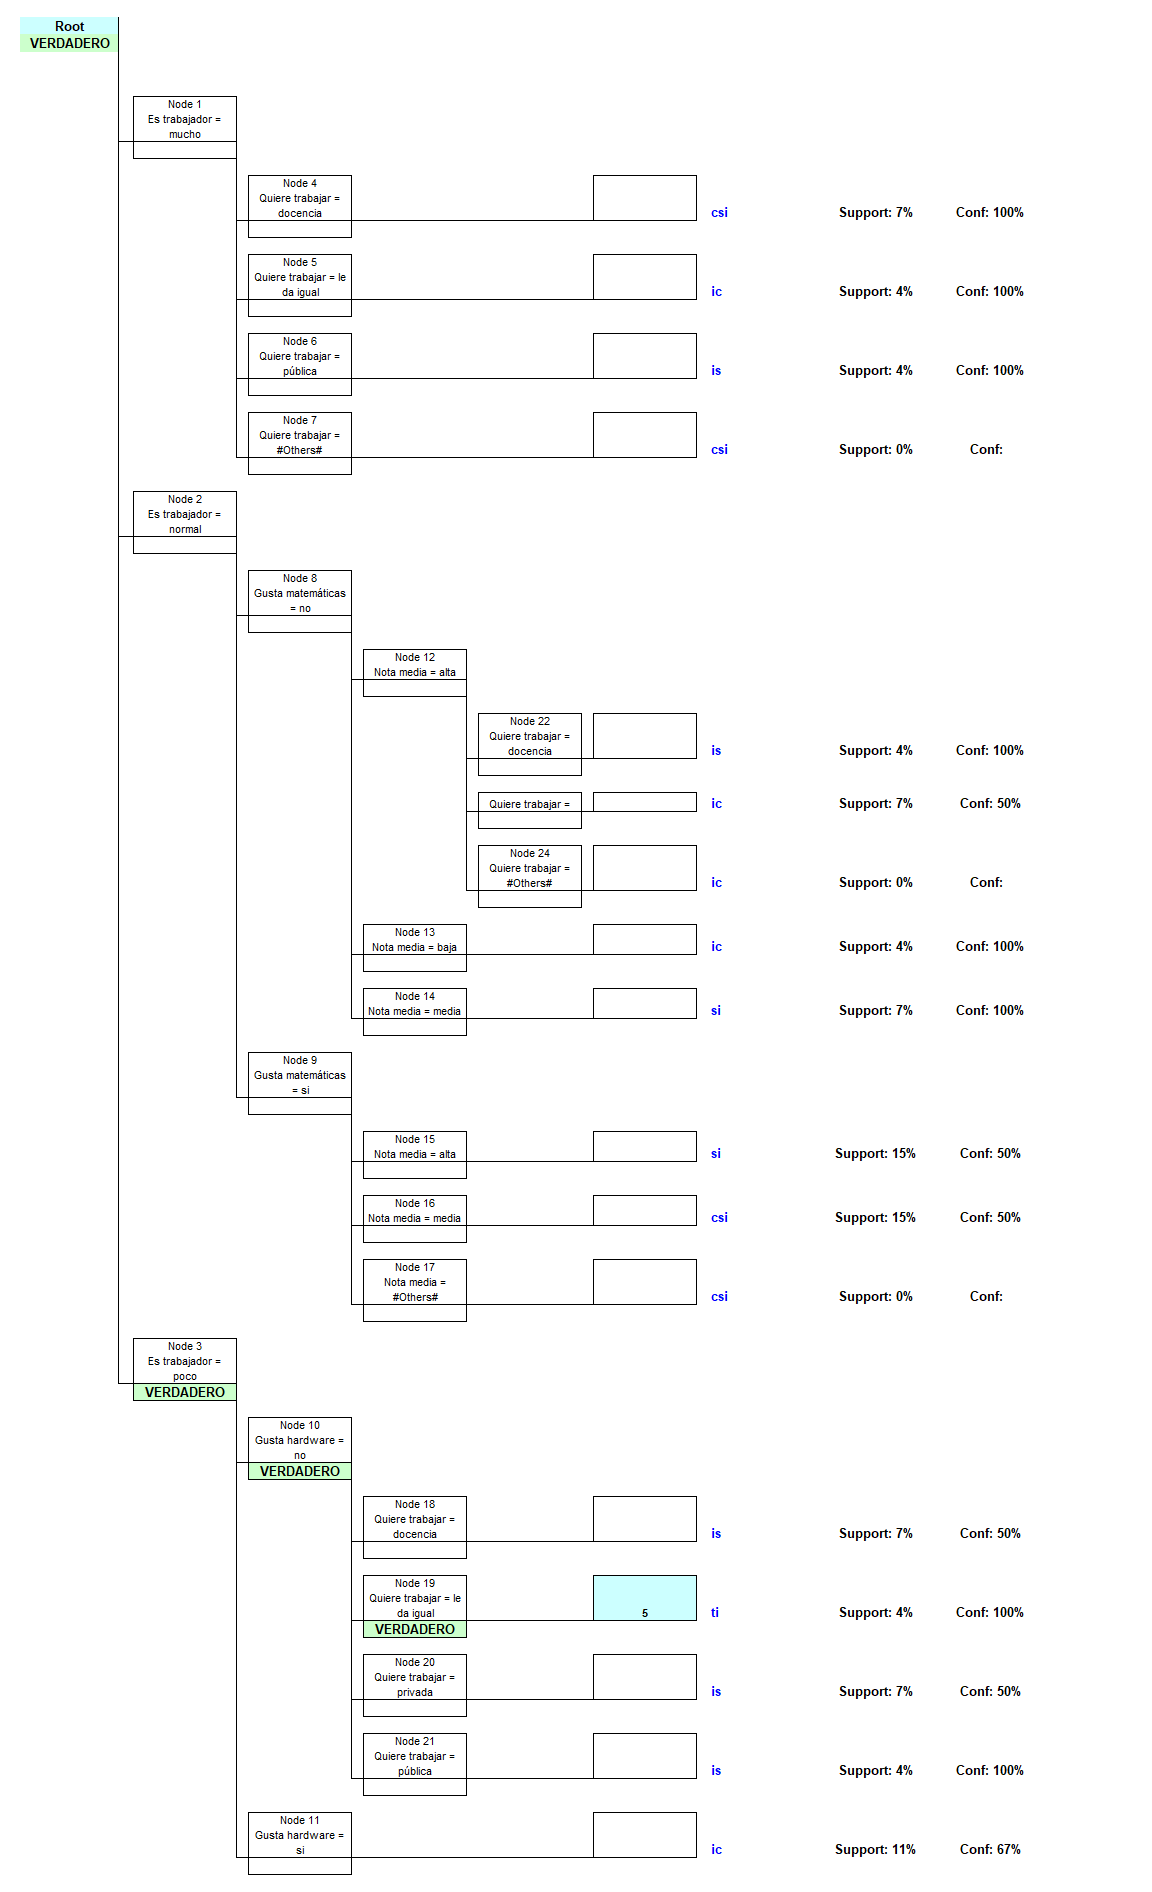 Root
VERDADERO
Node 1
Es trabajador =
mucho
Node 4
Quiere trabajar =
docencia
csi Support: 7% Conf: 100%
Node 5
Quiere trabajar = le
da igual
ic Support: 4% Conf: 100%
Node 6
Quiere trabajar =
pública
is Support: 4% Conf: 100%
Node 7
Quiere trabajar =
#Others#
csi Support: 0% Conf:
Node 2
Es trabajador =
normal
Node 8
Gusta matemáticas
= no
Node 12
Nota media = alta
Node 22
Quiere trabajar =
docencia
is Support: 4% Conf: 100%
Quiere trabajar =
ic Support: 7% Conf: 50%
Node 24
Quiere trabajar =
#Others#
ic Support: 0% Conf:
Node 13
Nota media = baja
ic Support: 4% Conf: 100%
Node 14
Nota media = media
si Support: 7% Conf: 100%
Node 9
Gusta matemáticas
= si
Node 15
Nota media = alta
si Support: 15% Conf: 50%
Node 16
Nota media = media
csi Support: 15% Conf: 50%
Node 17
Nota media =
#Others#
csi Support: 0% Conf:
Node 3
Es trabajador =
poco
VERDADERO
Node 10
Gusta hardware =
no
VERDADERO
Node 18
Quiere trabajar =
docencia
is Support: 7% Conf: 50%
Node 19
Quiere trabajar = le
da igual
5 ti Support: 4% Conf: 100%
VERDADERO
Node 20
Quiere trabajar =
privada
is Support: 7% Conf: 50%
Node 21
Quiere trabajar =
pública
is Support: 4% Conf: 100%
Node 11
Gusta hardware =
si
ic Support: 11% Conf: 67%